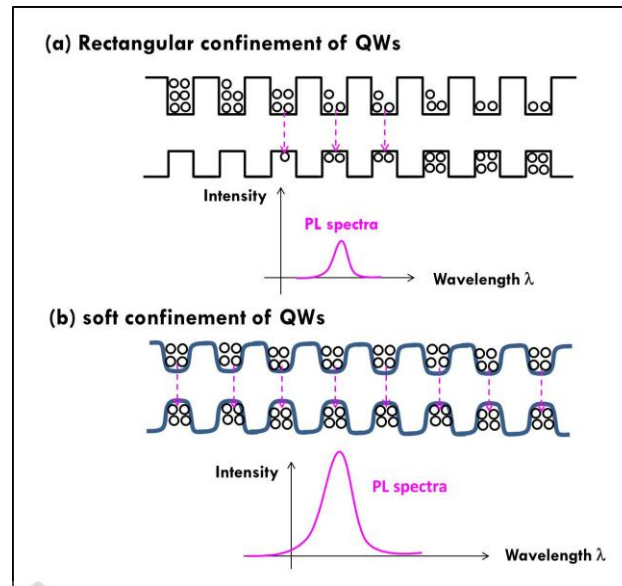 (a) Rectangular confinement of QWs
Intensity
PL spectra
Wavelength λ
(b) soft confinement of QWs
Intensity
PL spectra
Wavelength λ